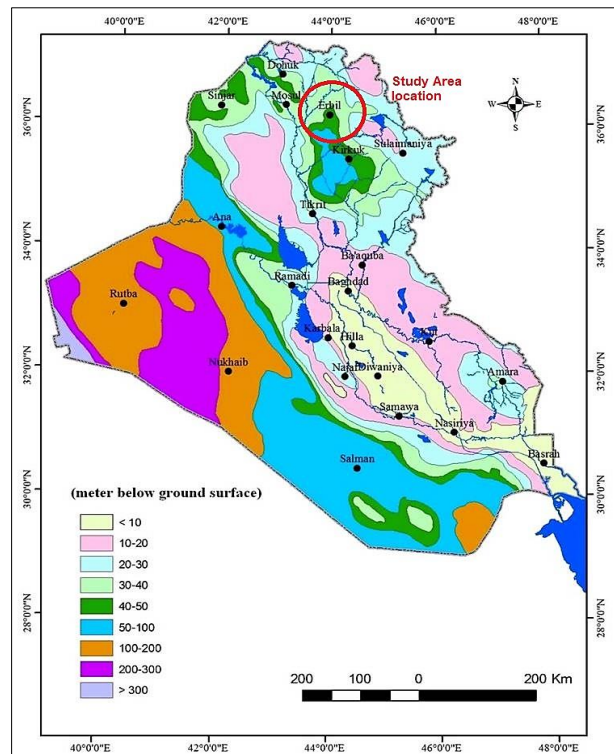 40°0'0"E 42°0'0"E 44°0'0"E 46°0'0"E 48°0'0"E
Dohuk
Study Area
location
N
W E
S
Sinjar
Mosul
Erbil
36°0'0"N
36°0'0"N
Sulaimaniya
Kirkuk
Tikrit
Ana
34°0'0"N
34°0'0"N
Ba'aquba
Ramadi
Baghdad
Rutba
Karbala
Hilla
Kut
32°0'0"N
32°0'0"N
Nukhaib
Najaf
Diwaniya
Amara
Samawa
Nasiriya
Basrah
Salman
30°0'0"N
30°0'0"N
(meter below ground surface)
< 10
10-20
20-30
30-40
40-50
50-100
100-200
200-300
> 300
28°0'0"N
28°0'0"N
200 100 0 200 Km
40°0'0"E 42°0'0"E 44°0'0"E 46°0'0"E 48°0'0"E